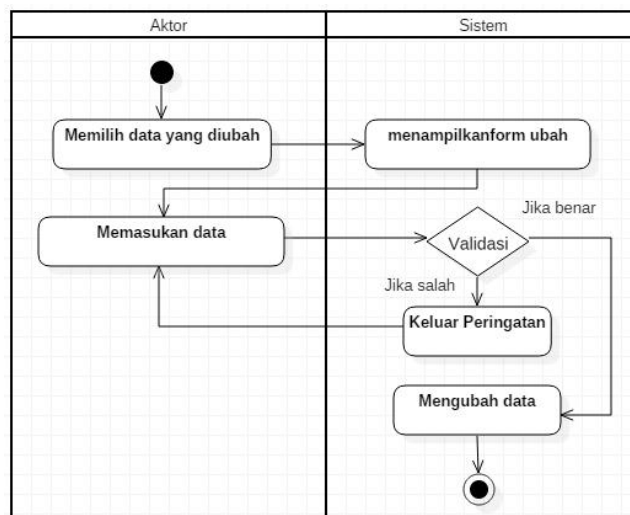 Aktor
Sistem
Memilih data yang diubah
menampilkanform ubah
Memasukan data
Validasi
Jika benar
Jika salah
Keluar Peringatan
Mengubah data